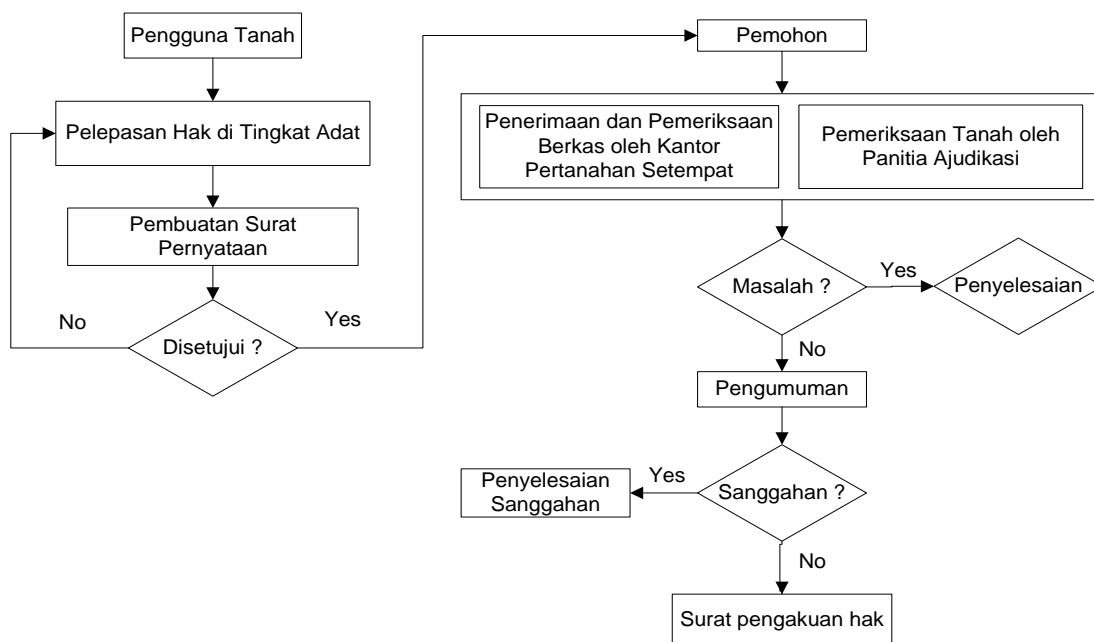 Pengguna Tanah
Pelepasan Hak di Tingkat Adat
Pembuatan Surat
Pernyataan
No
Yes
Disetujui ?
Pemohon
Penerimaan dan Pemeriksaan
Berkas oleh Kantor
Pertanahan Setempat
Pemeriksaan Tanah oleh
Panitia Ajudikasi
Masalah ?
Yes
Penyelesaian
No
Pengumuman
Sanggahan ?
Yes
Penyelesaian
Sanggahan
No
Surat pengakuan hak